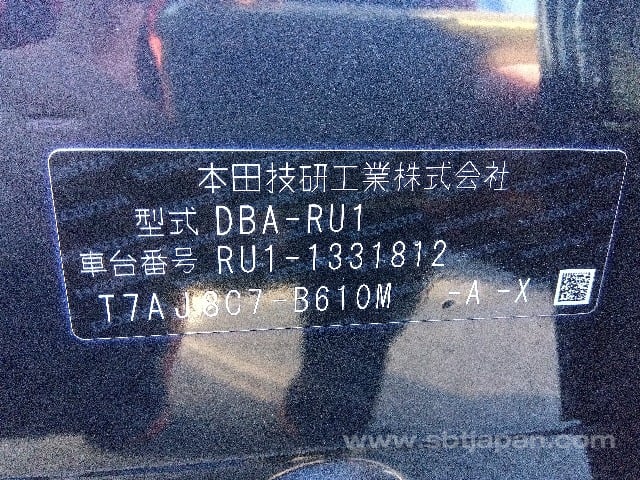 本田技研工業株式会社
型式 DBA-RU1
車台番号 RU1-1331812
T7AJ8C7-B610M -A -X
www.sbtjapan.com